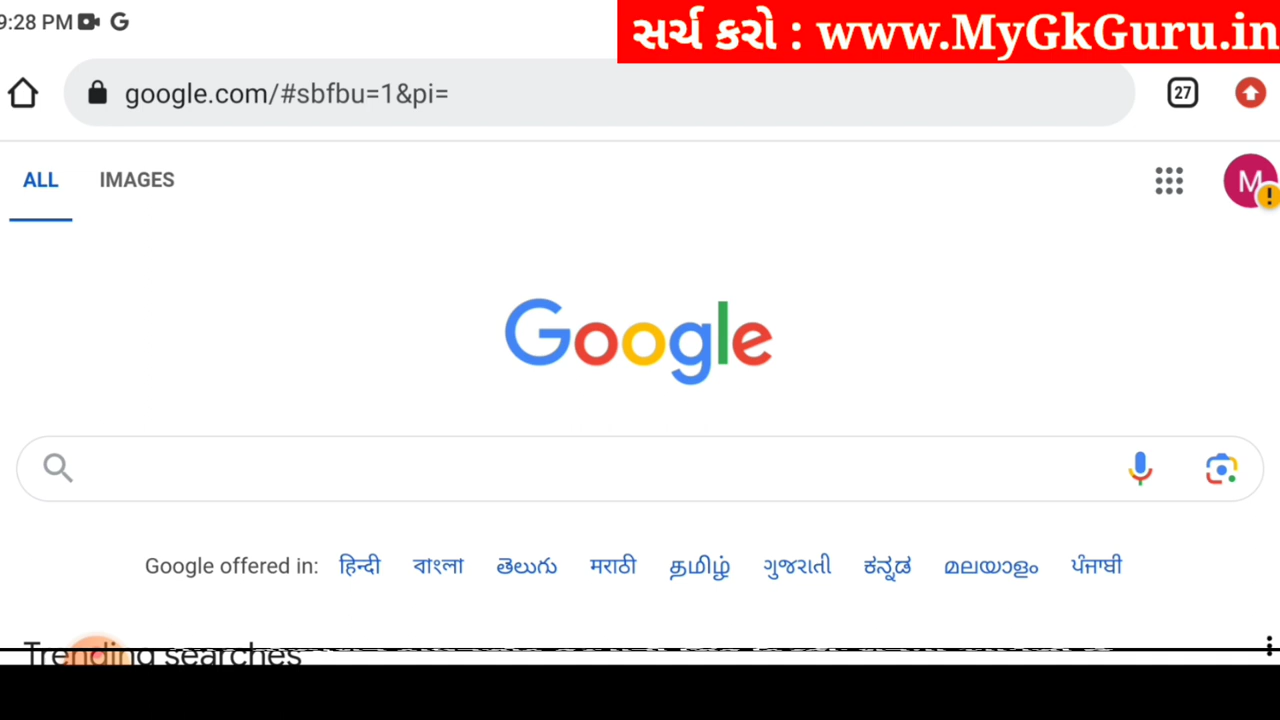 9:28 PM
સર્ચ કરો : www.MyGkGuru.in
google.com/#sbfbu=1&pi=
27
ALL IMAGES
M
Google
Google offered in: हिन्दी বাংলা తెలుగు मराठी தமிழ் ગુજરાતી ಕನ್ನಡ മലയാളം ਪੰਜਾਬੀ
Trending searches